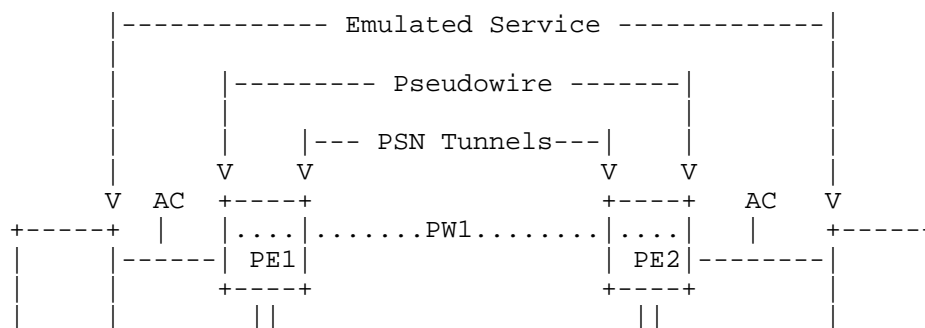 |------------- Emulated Service -------------|
|--------- Pseudowire -------|
|--- PSN Tunnels---|
V V V V
V AC +----+ +----+ AC V
+-----+ | |....|.......PW1........|....| | +-----
| |------| PE1| | PE2|--------|
+----+ +----+
| | || || |